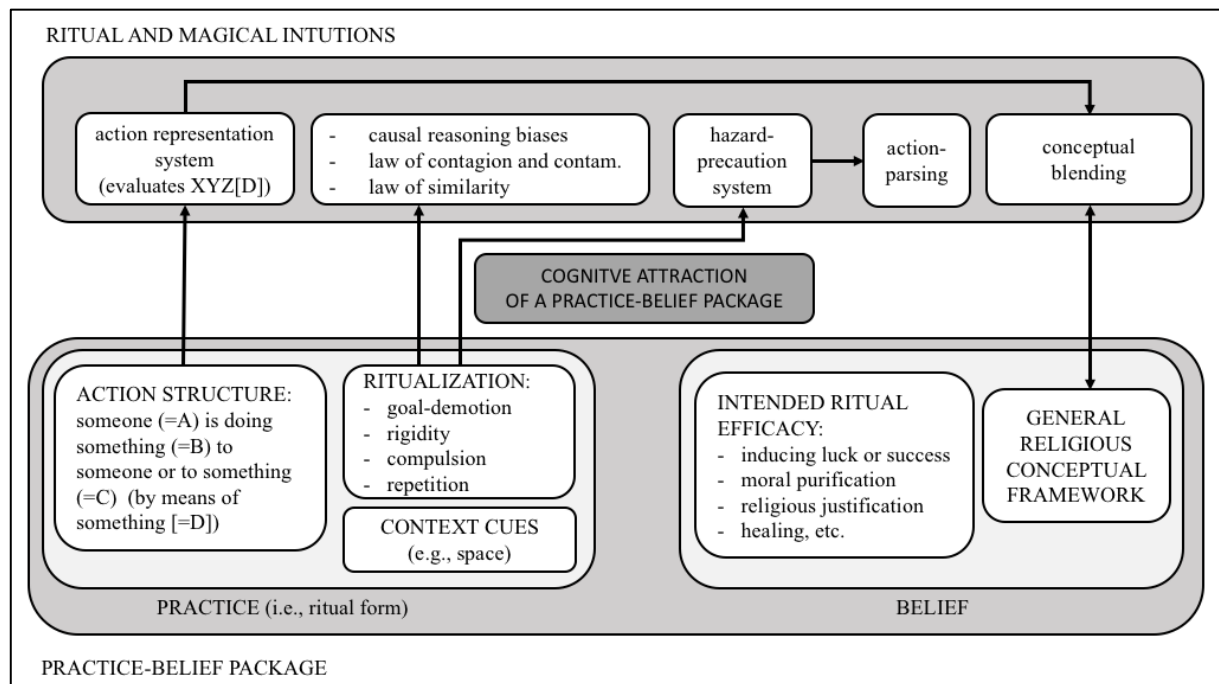 RITUAL AND MAGICAL INTUTIONS
action representation
system
(evaluates XYZ[D])
- causal reasoning biases
- law of contagion and contam.
- law of similarity
hazard-
precaution
system
action-
parsing
conceptual
blending
COGNITVE ATTRACTION
OF A PRACTICE-BELIEF PACKAGE
ACTION STRUCTURE:
someone (=A) is doing
something (=B) to
someone or to something
(=C) (by means of
something [=D])
RITUALIZATION:
- goal-demotion
- rigidity
- compulsion
- repetition
CONTEXT CUES
(e.g., space)
PRACTICE (i.e., ritual form)
INTENDED RITUAL
EFFICACY:
- inducing luck or success
- moral purification
- religious justification
- healing, etc.
GENERAL
RELIGIOUS
CONCEPTUAL
FRAMEWORK
BELIEF
PRACTICE-BELIEF PACKAGE